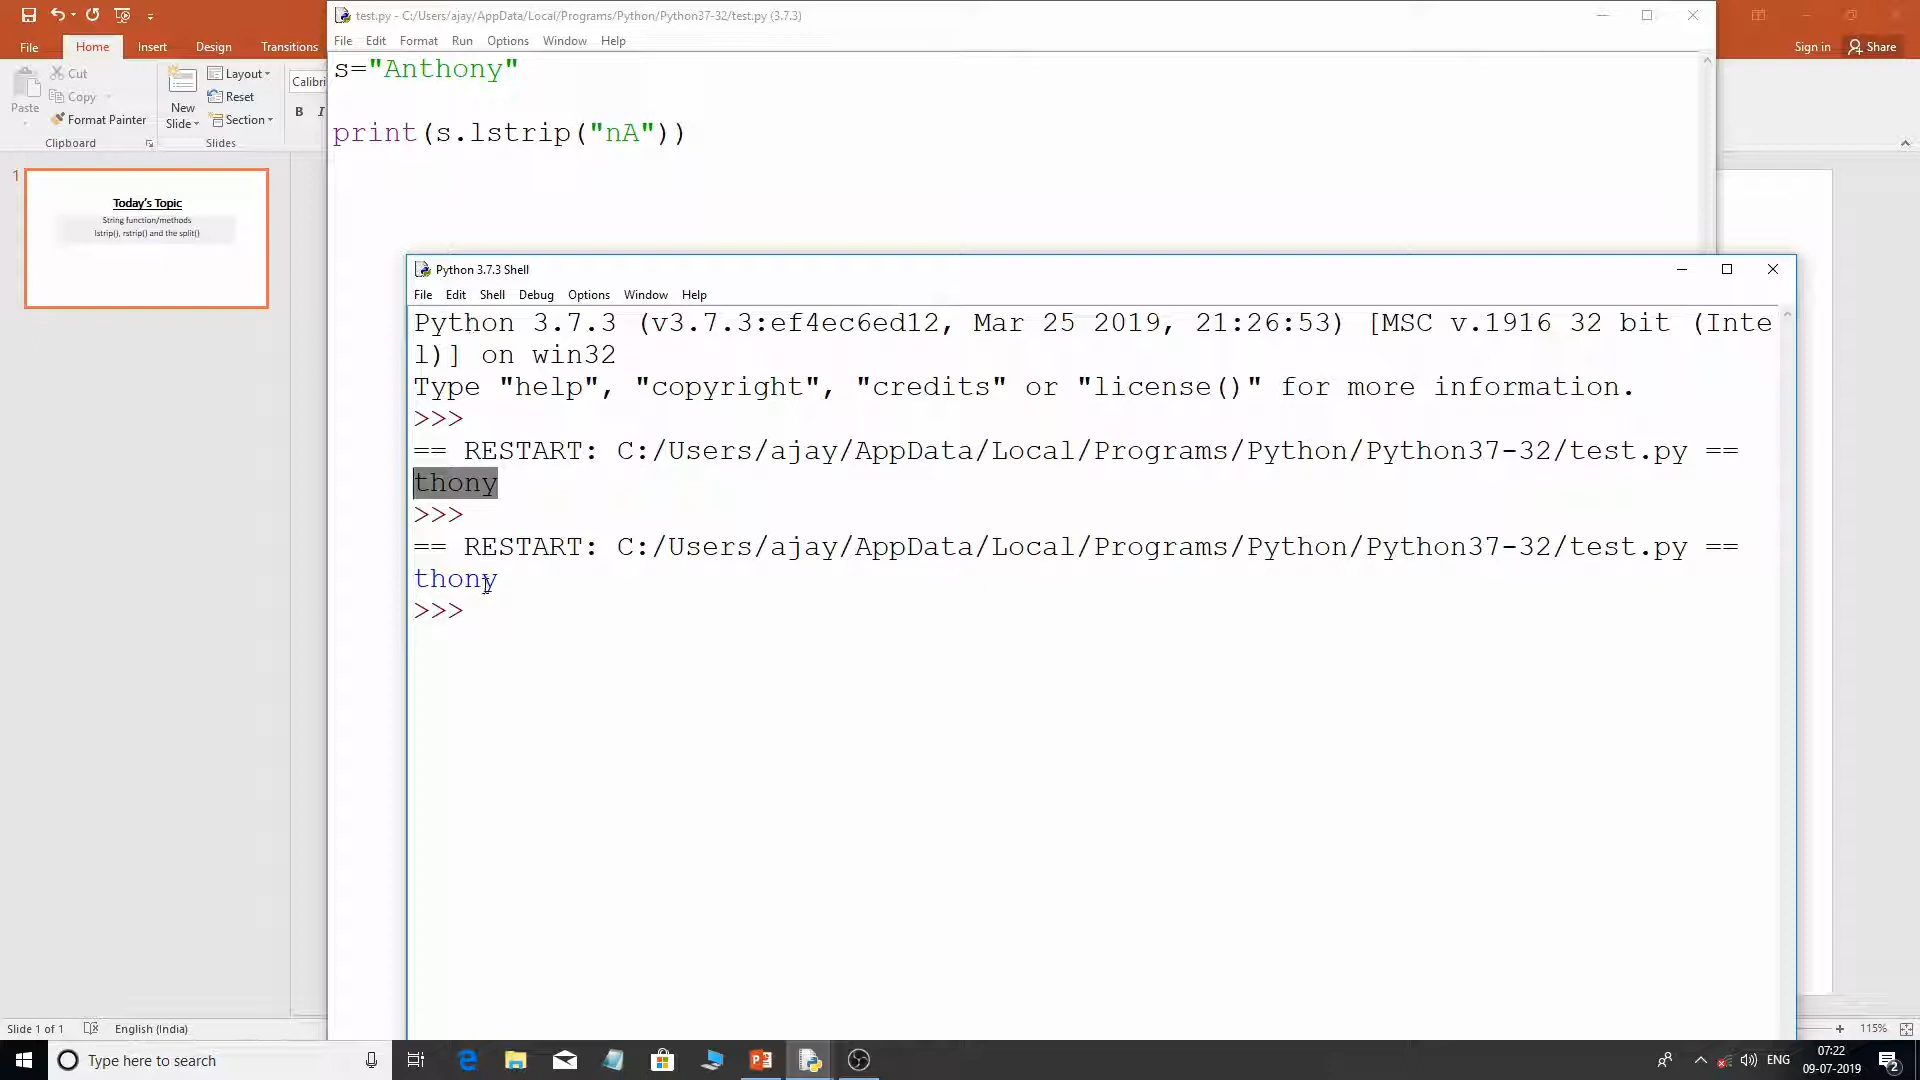 File
Home
Insert
Design
Transitions
Sign in
Share
Paste
Cut
Copy
Format Painter
Clipboard
New
Slide
Layout
Reset
Section
Slides
Calibri
B
I
test.py - C:/Users/ajay/AppData/Local/Programs/Python/Python37-32/test.py (3.7.3)
File Edit Format Run Options Window Help
s="Anthony"
print(s.lstrip("nA"))
1
Today's Topic
String function/methods
lstrip(), rstrip() and the split()
Python 3.7.3 Shell
File Edit Shell Debug Options Window Help
Python 3.7.3 (v3.7.3:ef4ec6ed12, Mar 25 2019, 21:26:53) [MSC v.1916 32 bit (Inte
l)] on win32
Type "help", "copyright", "credits" or "license()" for more information.
>>>
== RESTART: C:/Users/ajay/AppData/Local/Programs/Python/Python37-32/test.py ==
thony
>>>
== RESTART: C:/Users/ajay/AppData/Local/Programs/Python/Python37-32/test.py ==
thony
>>>
Slide 1 of 1
English (India)
115%
Type here to search
ENG
07:22
09-07-2019
2